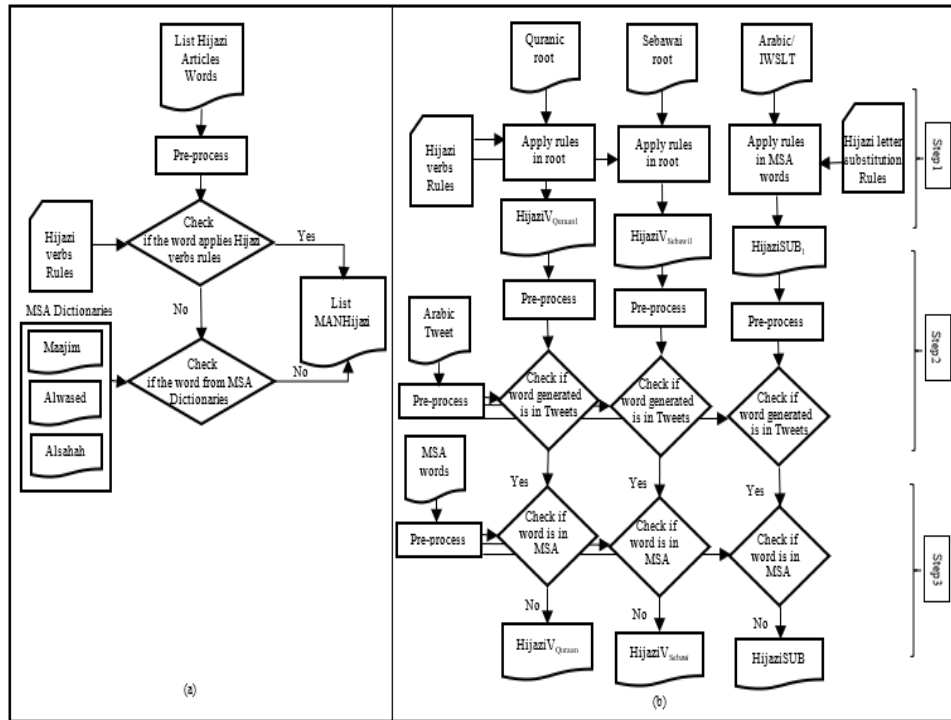 List Hijazi
Articles
Words
Pre-process
Hijazi
verbs
Rules
Check
if the word applies Hijazi
verbs rules
Yes
No
List
MANHijazi
MSA Dictionaries
Maajim
Alwased
Alsahah
Check
if the word from MSA
Dictionaries
No
(a)
Quranic
root
Sebawai
root
Arabic/
IWSLT
Hijazi
verbs
Rules
Apply rules
in root
Apply rules
in root
Apply rules
in MSA
words
Hijazi letter
substitution
Rules
Step1
HijaziVQuraan1
HijaziVSebawi1
HijaziSUB1
Pre-process
Pre-process
Pre-process
Arabic
Tweet
Pre-process
Check if
word generated
is in Tweets
Check if
word generated
is in Tweets
Check if
word generated
is in Tweets
Step2
Yes
Yes
Yes
MSA
words
Pre-process
Check if
word is in
MSA
Check if
word is in
MSA
Check if
word is in
MSA
Step3
No
No
No
HijaziVQuraan
HijaziVSebawi
HijaziSUB
(b)